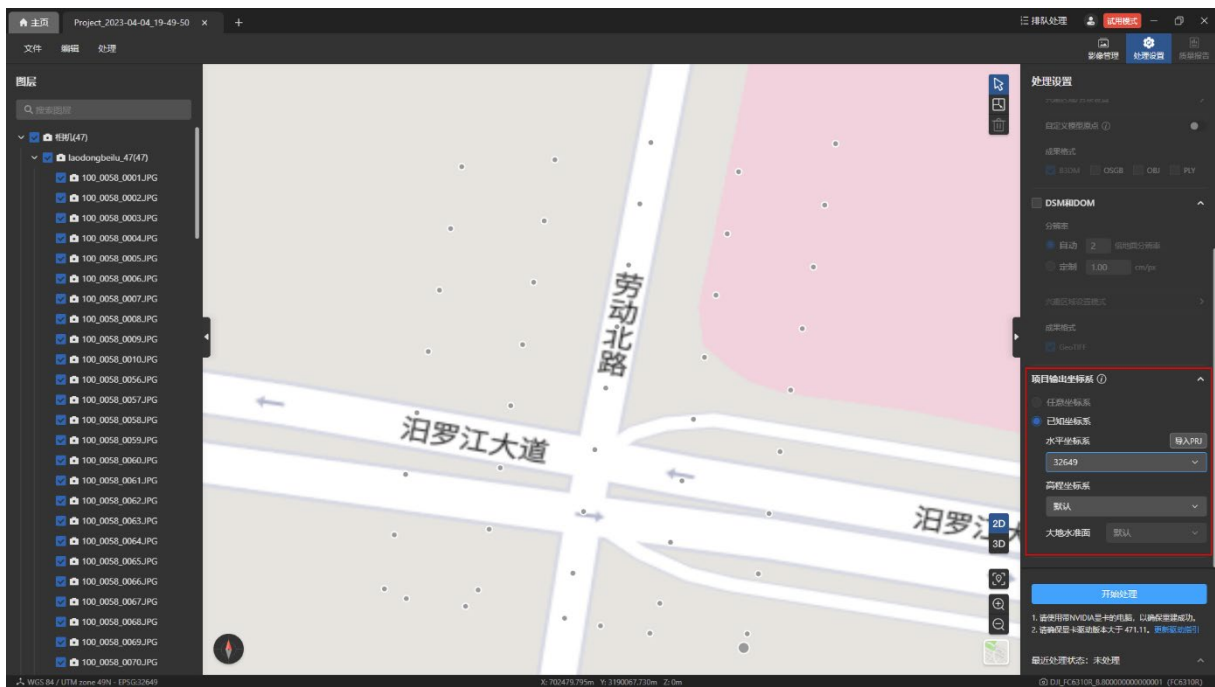 主页 Project_2023-04-04_19-49-50 × +
排队处理 试用模式
文件 编辑 处理
影像管理 处理设置 质量报告
图层
搜索图层
相机(47)
laodongbeilu_47(47)
100_0058_0001.JPG
100_0058_0002.JPG
100_0058_0003.JPG
100_0058_0004.JPG
100_0058_0005.JPG
100_0058_0006.JPG
100_0058_0007.JPG
100_0058_0008.JPG
100_0058_0009.JPG
100_0058_0010.JPG
100_0058_0056.JPG
100_0058_0057.JPG
100_0058_0058.JPG
100_0058_0059.JPG
100_0058_0060.JPG
100_0058_0061.JPG
100_0058_0062.JPG
100_0058_0063.JPG
100_0058_0064.JPG
100_0058_0065.JPG
100_0058_0066.JPG
100_0058_0067.JPG
100_0058_0068.JPG
100_0058_0069.JPG
100_0058_0070.JPG
劳动北路
汨罗江大道
汨罗江大
2D
3D
处理设置
自定义模型原点
成果格式
B3DM OSGB OBJ PLY
DSM和DOM
分辨率
自动 2 倍地面分辨率
定制 1.00 cm/px
兴趣区域设置模式
成果格式
GeoTIFF
项目输出坐标系
任意坐标系
已知坐标系
水平坐标系 导入PRJ
32649
高程坐标系
默认
大地水准面 默认
开始处理
1. 请使用带NVIDIA显卡的电脑，以确保重建成功。
2. 请确保显卡驱动版本大于 471.11。更新驱动指引
最近处理状态：未处理
WGS 84 / UTM zone 49N - EPSG:32649
X: 702479.795m Y: 3190067.730m Z: 0m
DJI_FC6310R_8.800000000000001 (FC6310R)